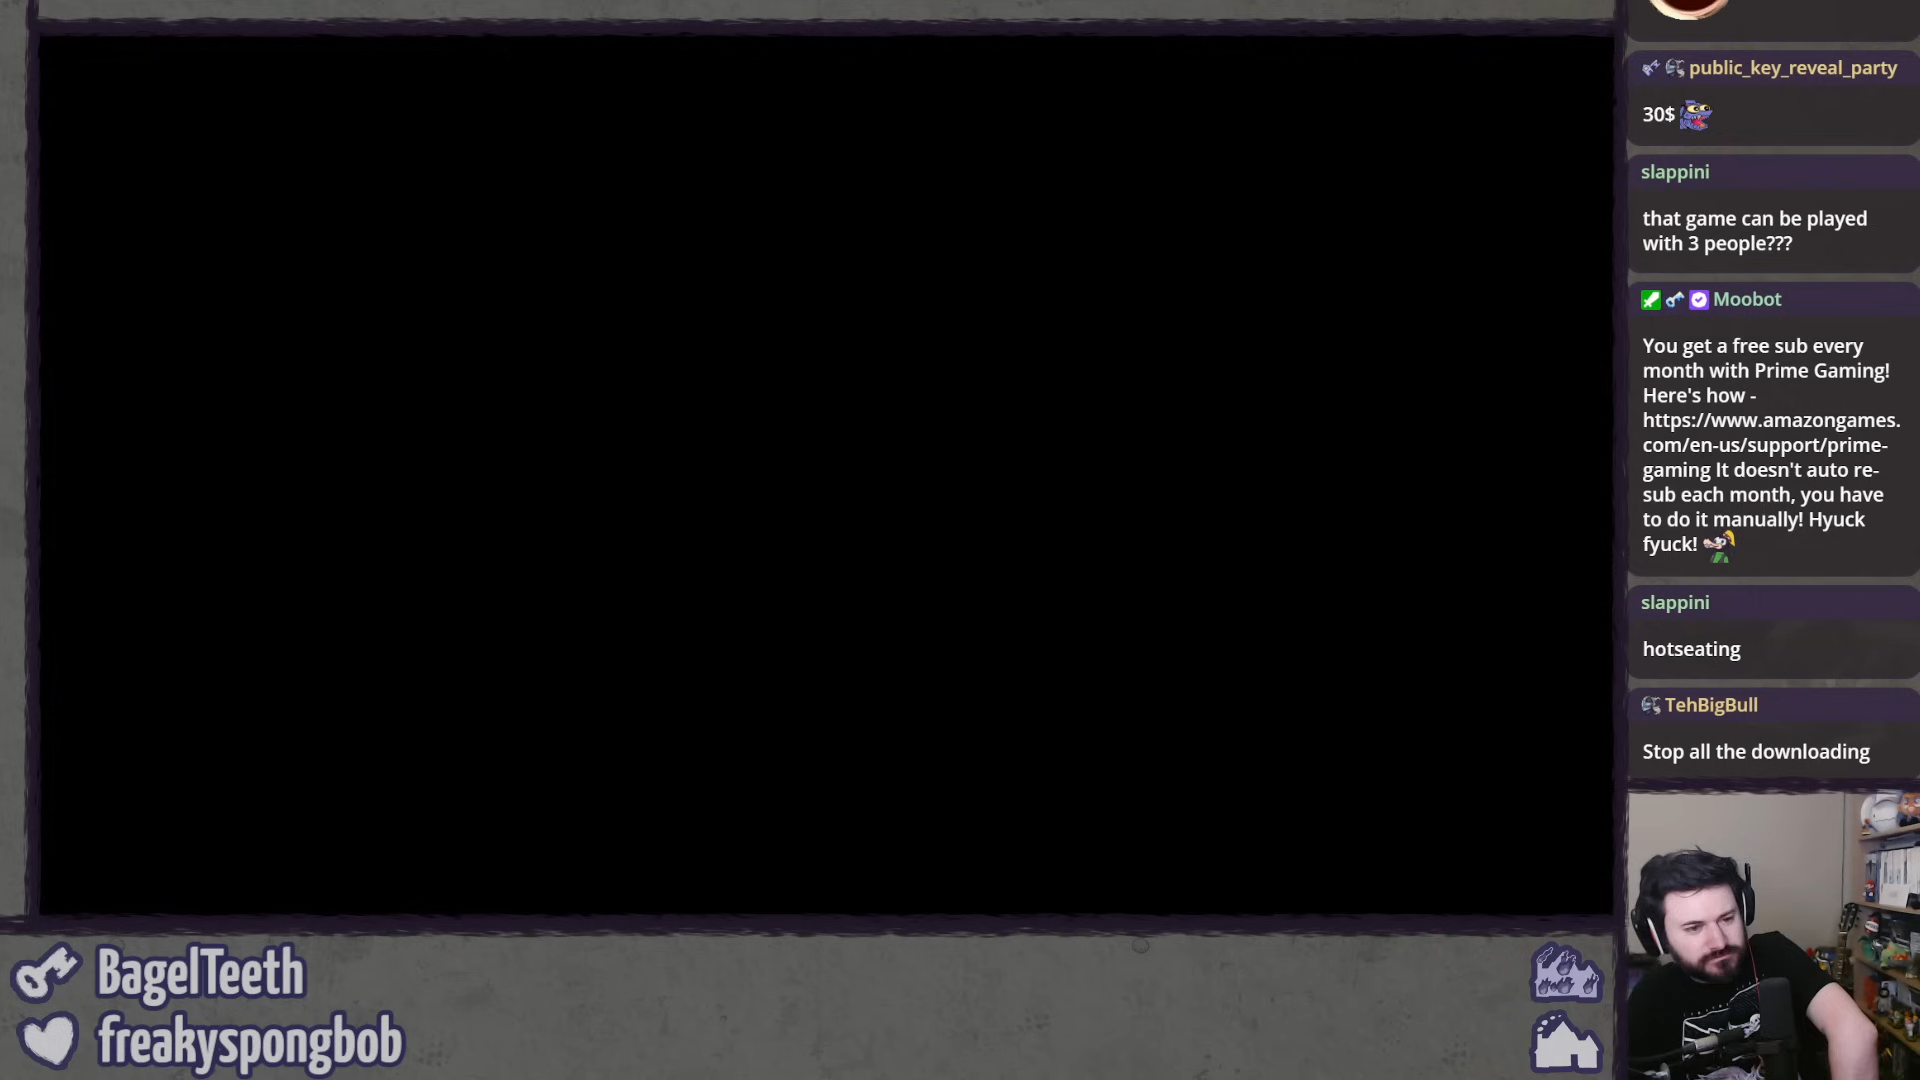 public_key_reveal_party
30$
slappini
that game can be played
with 3 people???
Moobot
You get a free sub every
month with Prime Gaming!
Here's how -
https://www.amazongames.
com/en-us/support/prime-
gaming It doesn't auto re-
sub each month, you have
to do it manually! Hyuck
fyuck!
slappini
hotseating
TehBigBull
Stop all the downloading
BagelTeeth
freakyspongbob